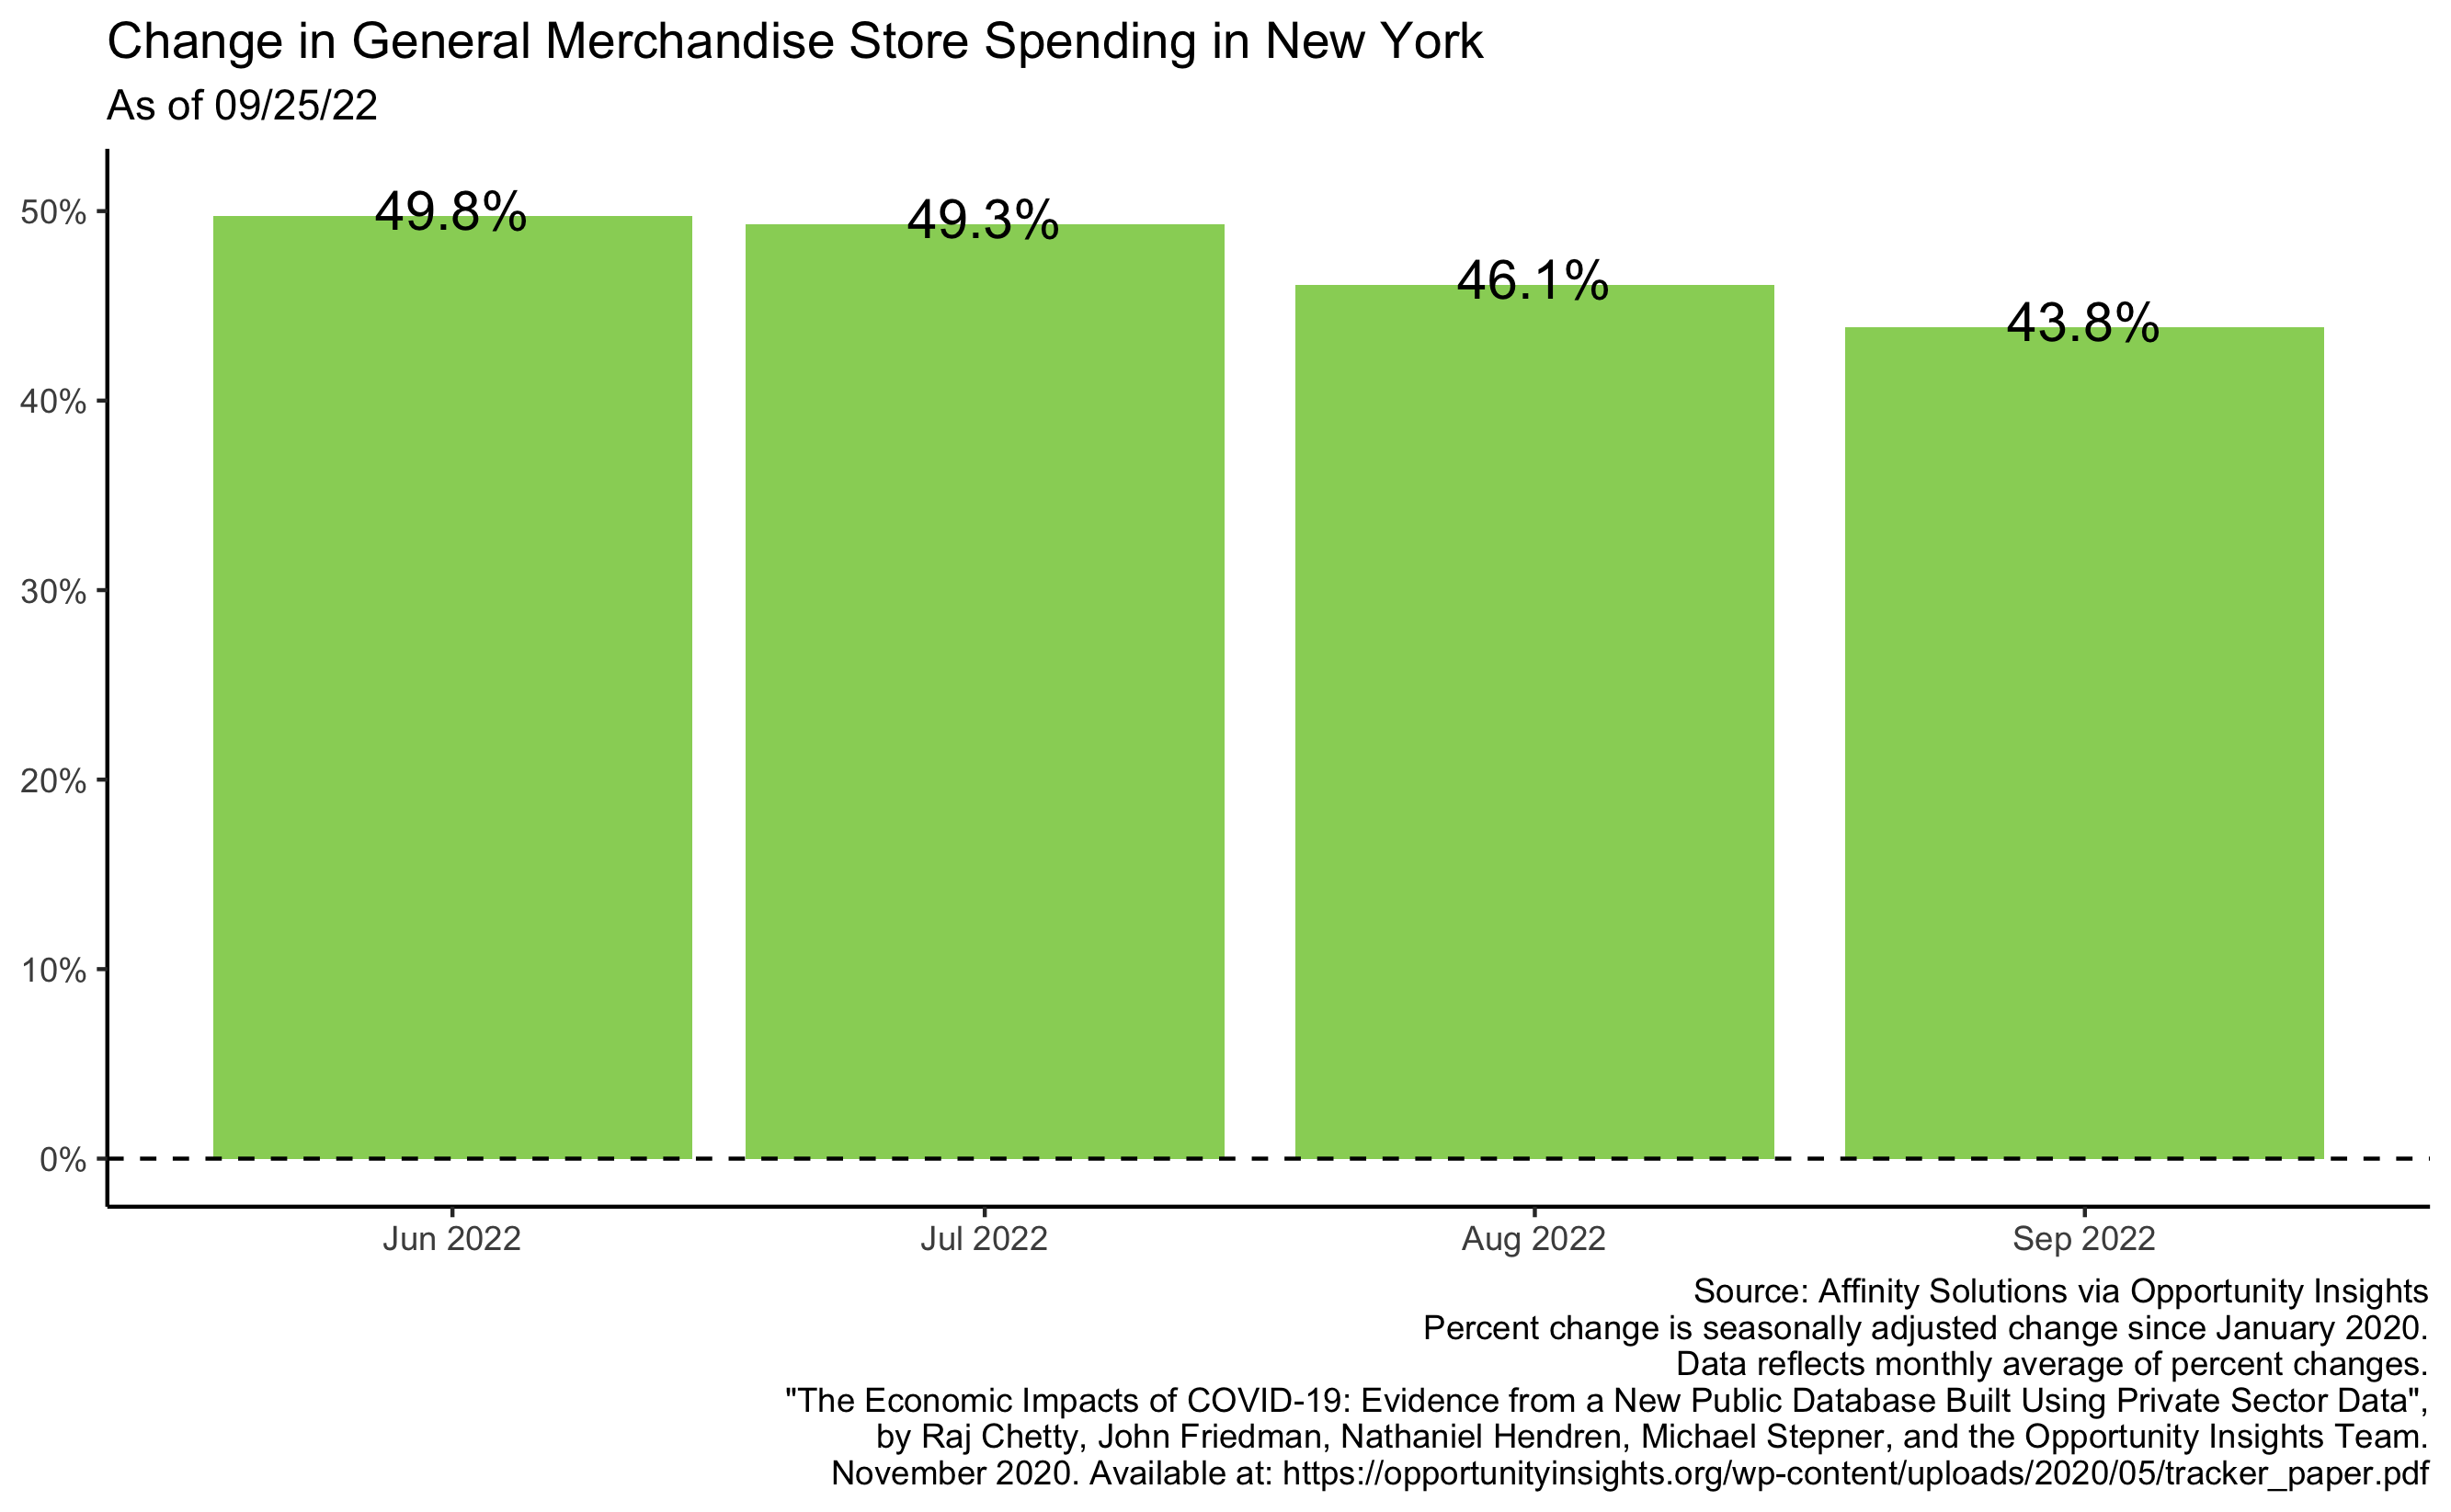 Change in General Merchandise Store Spending in New York
As of 09/25/22
49.8%
49.3%
46.1%
43.8%
50%
40%
30%
20%
10%
0%
Jun 2022
Jul 2022
Aug 2022
Sep 2022
Source: Affinity Solutions via Opportunity Insights
Percent change is seasonally adjusted change since January 2020.
Data reflects monthly average of percent changes.
"The Economic Impacts of COVID-19: Evidence from a New Public Database Built Using Private Sector Data",
by Raj Chetty, John Friedman, Nathaniel Hendren, Michael Stepner, and the Opportunity Insights Team.
November 2020. Available at: https://opportunityinsights.org/wp-content/uploads/2020/05/tracker_paper.pdf